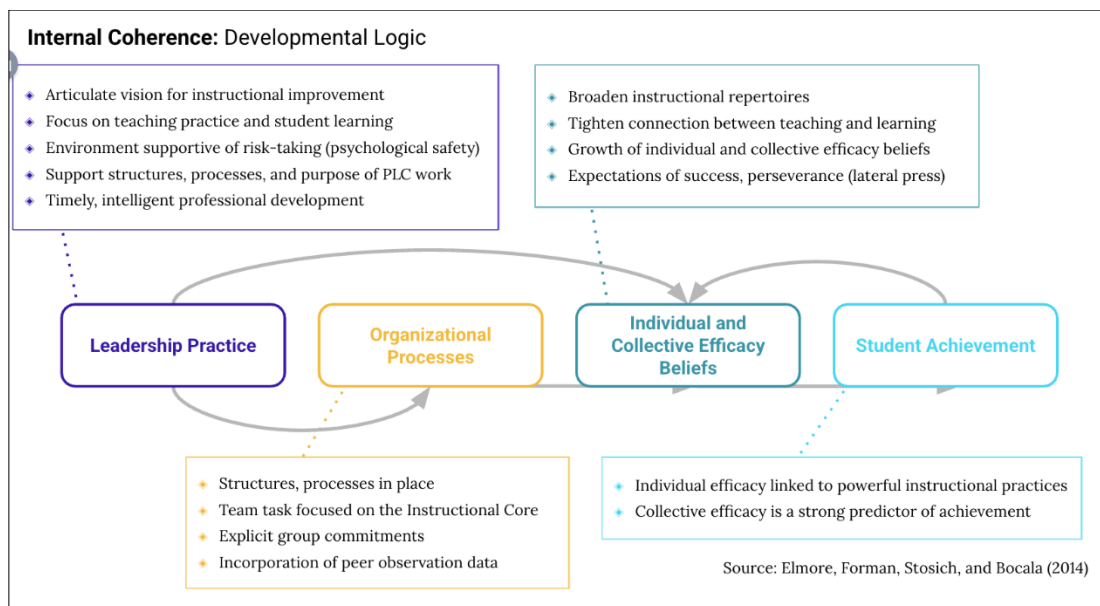 Internal Coherence: Developmental Logic
Articulate vision for instructional improvement
Focus on teaching practice and student learning
Environment supportive of risk-taking (psychological safety)
Support structures, processes, and purpose of PLC work
Timely, intelligent professional development
Broaden instructional repertoires
Tighten connection between teaching and learning
Growth of individual and collective efficacy beliefs
Expectations of success, perseverance (lateral press)
Leadership Practice
Organizational
Processes
Individual and
Collective Efficacy
Beliefs
Student Achievement
Structures, processes in place
Team task focused on the Instructional Core
Explicit group commitments
Incorporation of peer observation data
Individual efficacy linked to powerful instructional practices
Collective efficacy is a strong predictor of achievement
Source: Elmore, Forman, Stosich, and Bocala (2014)